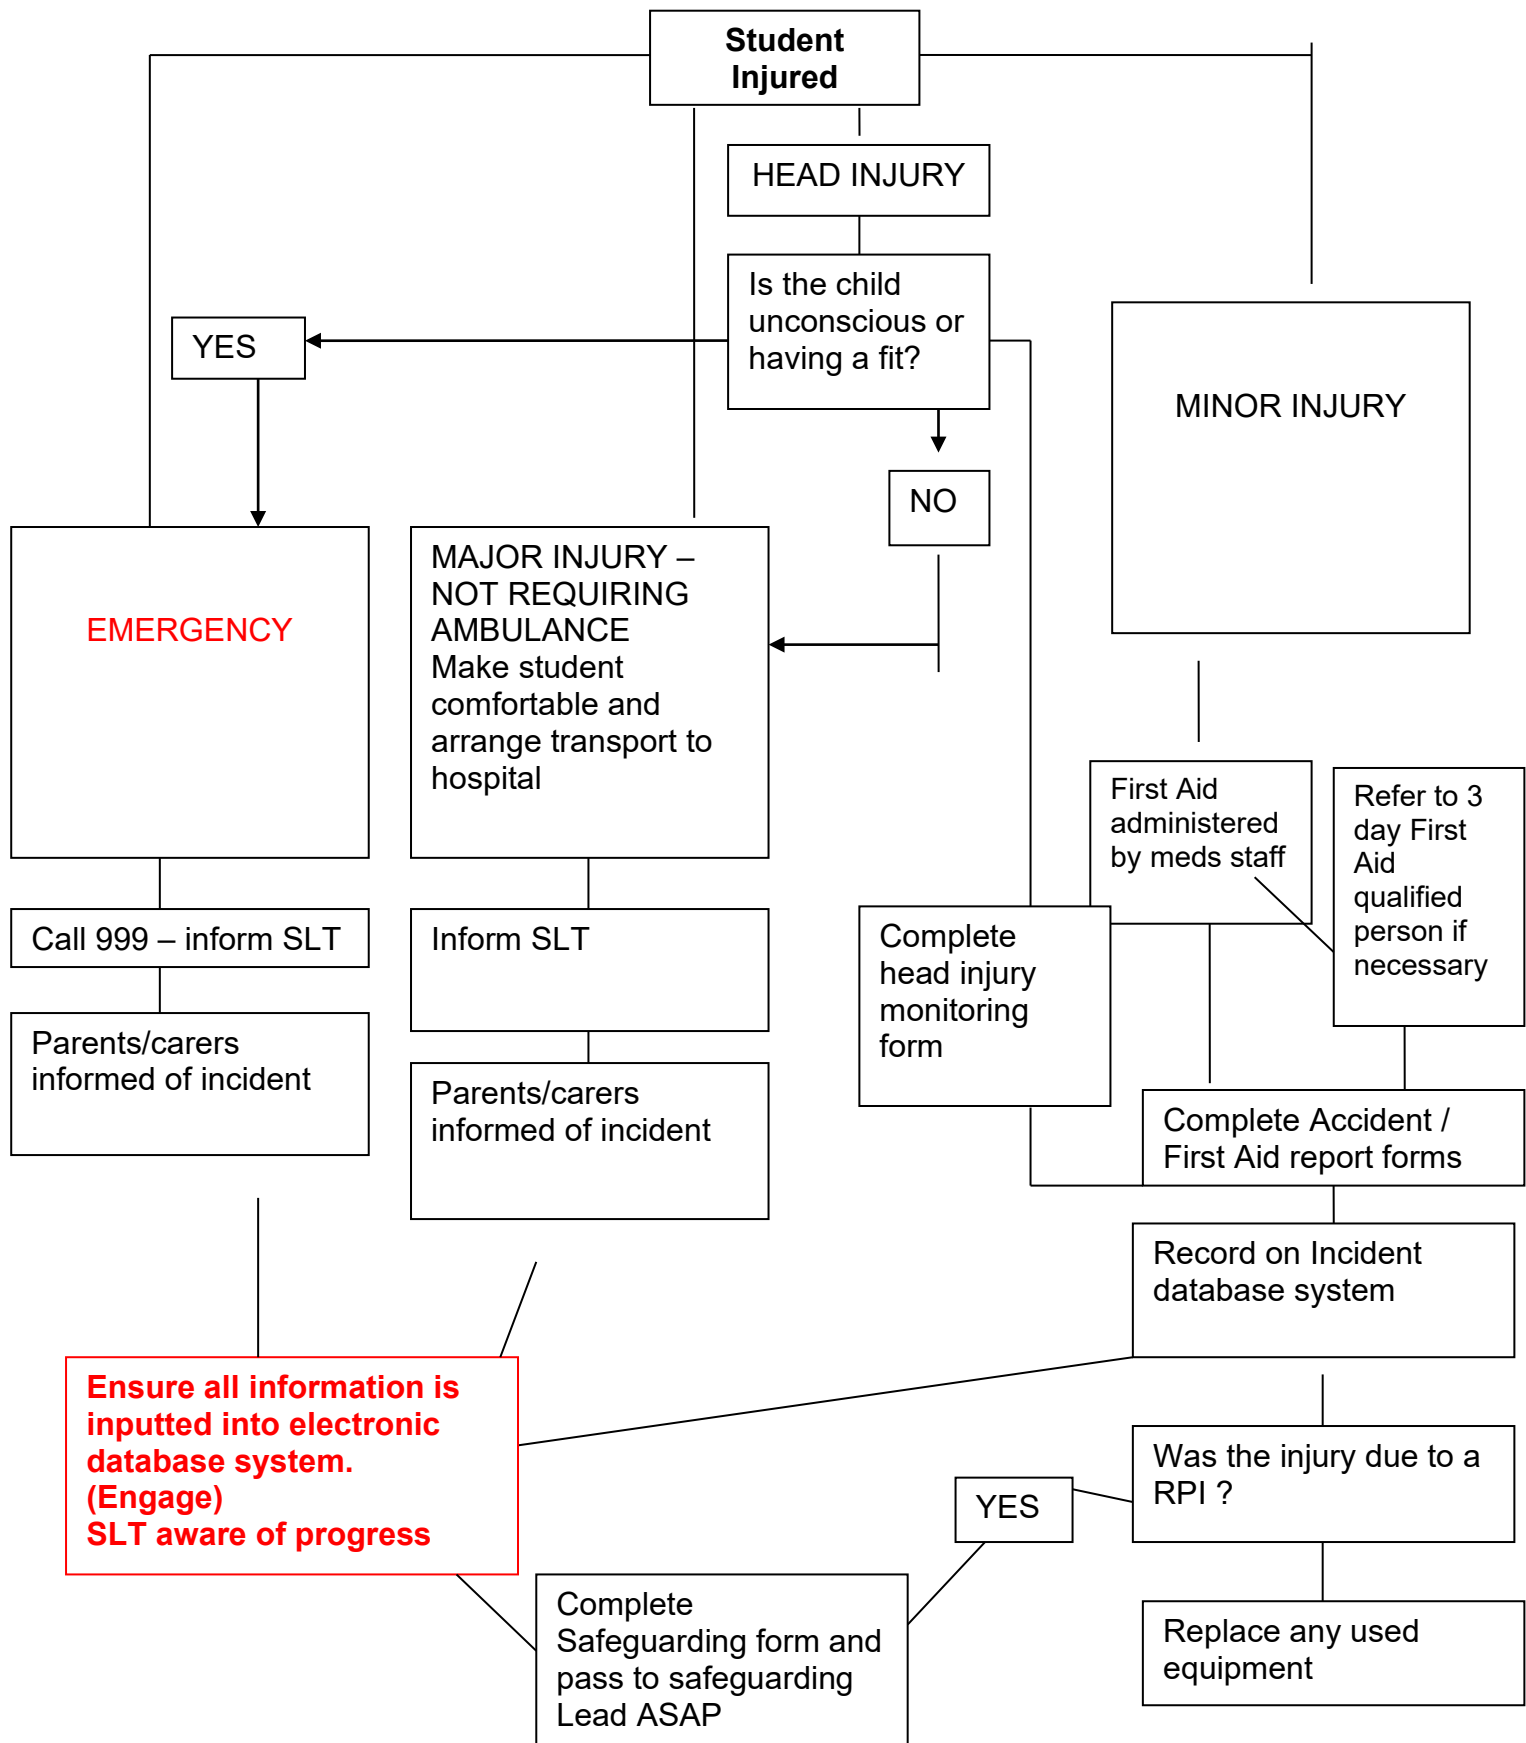 Student
Injured
HEAD INJURY
Is the child
unconscious or
having a fit?
YES
MINOR INJURY
NO
EMERGENCY
MAJOR INJURY –
NOT REQUIRING
AMBULANCE
Make student
comfortable and
arrange transport to
hospital
First Aid
administered
by meds staff
Refer to 3
day First
Aid
qualified
person if
necessary
Call 999 – inform SLT
Inform SLT
Complete
head injury
monitoring
form
Parents/carers
informed of incident
Parents/carers
informed of incident
Complete Accident /
First Aid report forms
Record on Incident
database system
Ensure all information is
inputted into electronic
database system.
(Engage)
SLT aware of progress
Was the injury due to a
RPI ?
YES
Complete
Safeguarding form and
pass to safeguarding
Lead ASAP
Replace any used
equipment